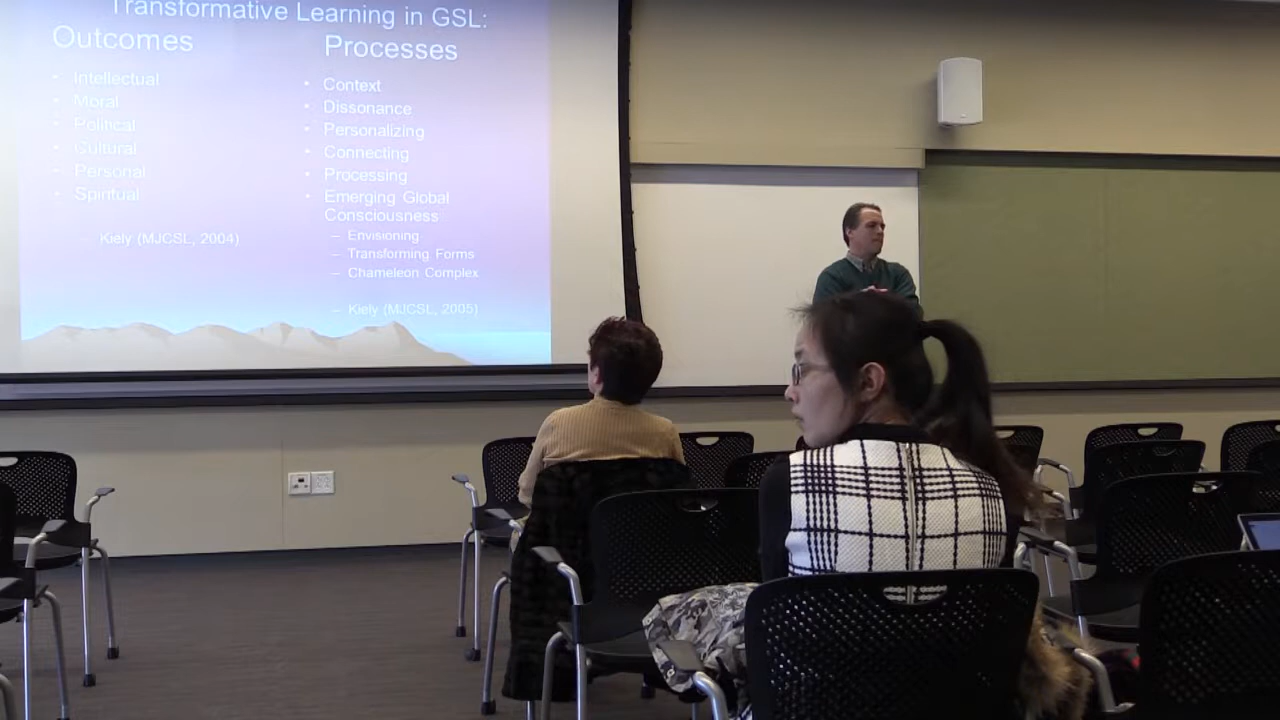 Transformative Learning in GSL:
Outcomes
• Intellectual
• Moral
• Political
• Cultural
• Personal
• Spiritual
Kiely (MJCSL, 2004)
Processes
• Context
• Dissonance
• Personalizing
• Connecting
• Processing
• Emerging Global
Consciousness
– Envisioning
– Transforming Forms
– Chameleon Complex
– Kiely (MJCSL, 2005)